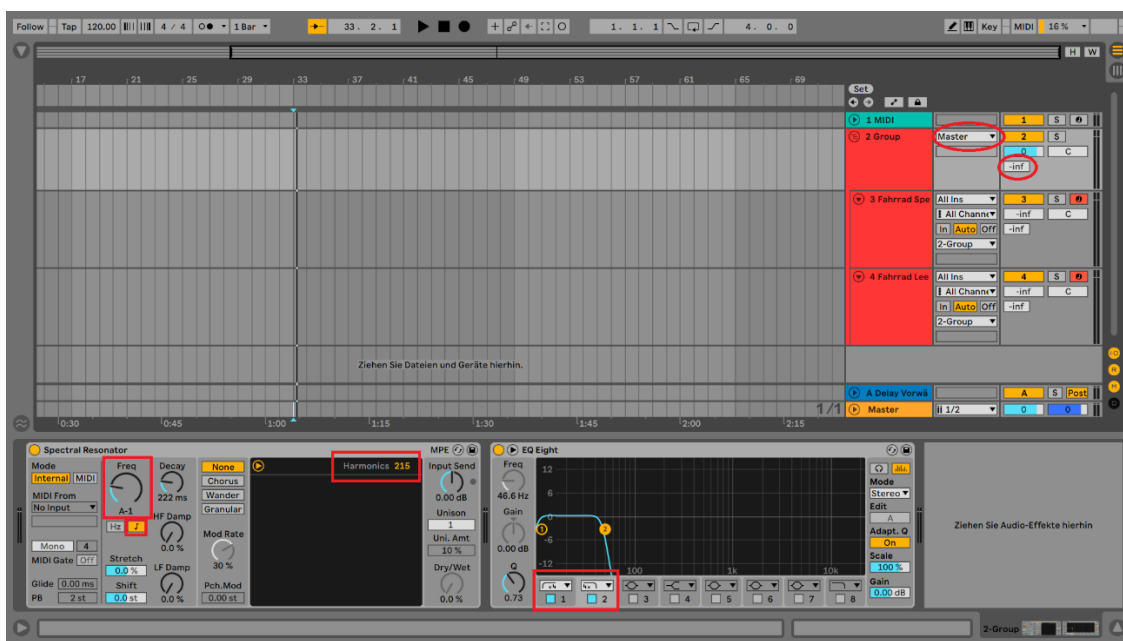 Follow Tap 120.00 4 / 4 1 Bar 33. 2. 1 1. 1. 1 4. 0. 0 Key MIDI 16 %
H W
17 21 25 29 33 37 41 45 49 53 57 61 65 69
Set
1 MIDI 1 S
2 Group Master 2 S
0 C
-inf
3 Fahrrad Spe All Ins 3 S
All Chann -inf C
In Auto Off -inf
2-Group
4 Fahrrad Lee All Ins 4 S
All Chann -inf C
In Auto Off -inf
2-Group
Ziehen Sie Dateien und Geräte hierhin.
A Delay Vorwä A S Post
1/1 Master 1/2 0 0
0:30 0:45 1:00 1:15 1:30 1:45 2:00 2:15
Spectral Resonator MPE
Mode
Internal MIDI
MIDI From
No Input
Mono 4
MIDI Gate Off
Glide 0.00 ms
PB 2 st
Freq
A-1
Hz
Stretch
0.0 %
Shift
0.0 st
Decay
222 ms
HF Damp
0.0 %
LF Damp
0.0 %
None
Chorus
Wander
Granular
Mod Rate
30 %
Pch.Mod
0.00 st
Harmonics 215
Input Send
0.00 dB
Unison
1
Uni. Amt
10 %
Dry/Wet
0.0 %
EQ Eight
Freq
46.6 Hz
Gain
0.00 dB
Q
0.73
12
6
0
-6
-12
100 1k 10k
1 2
1 2 3 4 5 6 7 8
Mode
Stereo
Edit
A
Adapt. Q
On
Scale
100 %
Gain
0.00 dB
Ziehen Sie Audio-Effekte hierhin
2-Group